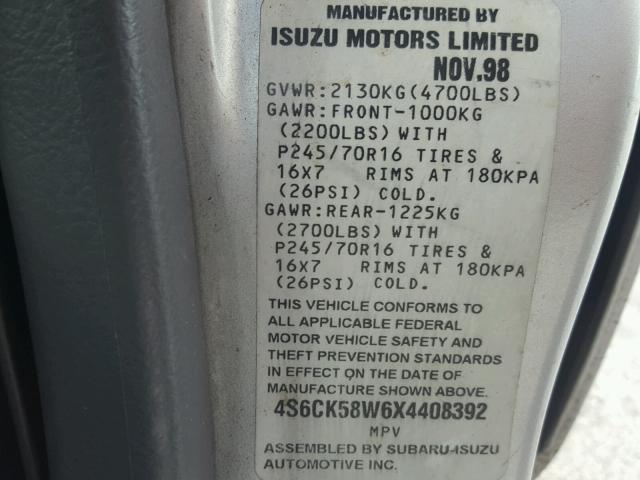 MANUFACTURED BY
ISUZU MOTORS LIMITED
NOV.98
GVWR:2130KG(4700LBS)
GAWR:FRONT-1000KG
(2200LBS) WITH
P245/70R16 TIRES &
16X7 RIMS AT 180KPA
(26PSI) COLD.
GAWR:REAR-1225KG
(2700LBS) WITH
P245/70R16 TIRES &
16X7 RIMS AT 180KPA
(26PSI) COLD.
THIS VEHICLE CONFORMS TO
ALL APPLICABLE FEDERAL
MOTOR VEHICLE SAFETY AND
THEFT PREVENTION STANDARDS
IN EFFECT ON THE DATE OF
MANUFACTURE SHOWN ABOVE.
4S6CK58W6X4408392
MPV
ASSEMBLED BY SUBARU-ISUZU
AUTOMOTIVE INC.